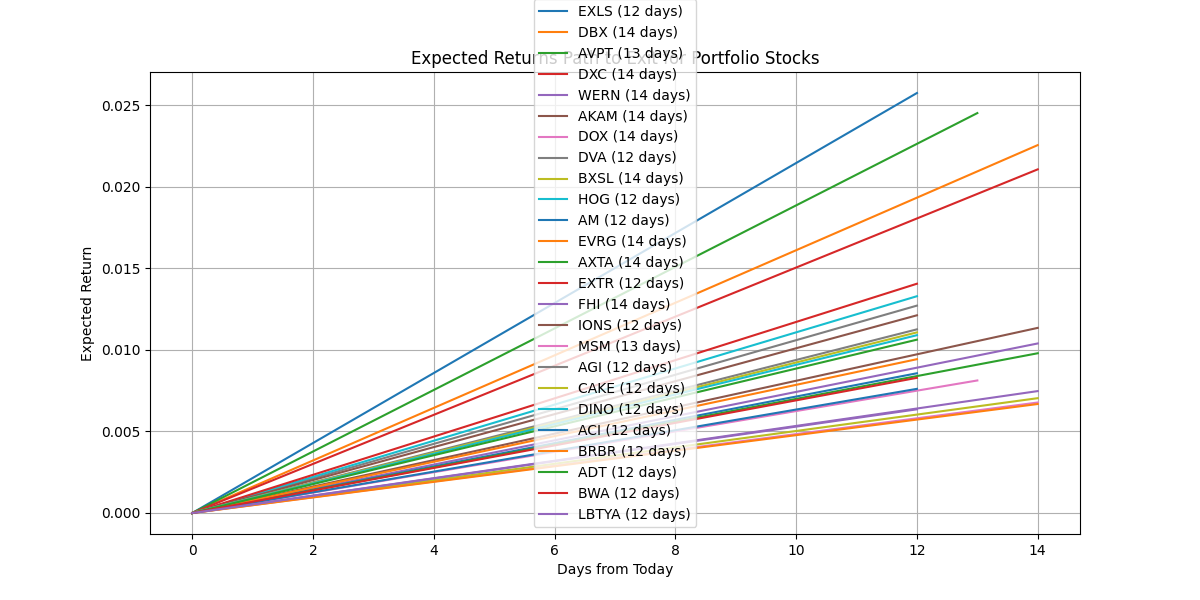 EXLS (12 days)
DBX (14 days)
AVPT (13 days)
Expected Returns Path to Exit for Portfolio Stocks
DXC (14 days)
WERN (14 days)
AKAM (14 days)
DOX (14 days)
DVA (12 days)
BXSL (14 days)
HOG (12 days)
AM (12 days)
EVRG (14 days)
AXTA (14 days)
EXTR (12 days)
FHI (14 days)
IONS (12 days)
MSM (13 days)
AGI (12 days)
CAKE (12 days)
DINO (12 days)
ACI (12 days)
BRBR (12 days)
ADT (12 days)
BWA (12 days)
LBTYA (12 days)
0.025
0.020
0.015
0.010
0.005
0.000
Expected Return
0 2 4 6 8 10 12 14
Days from Today